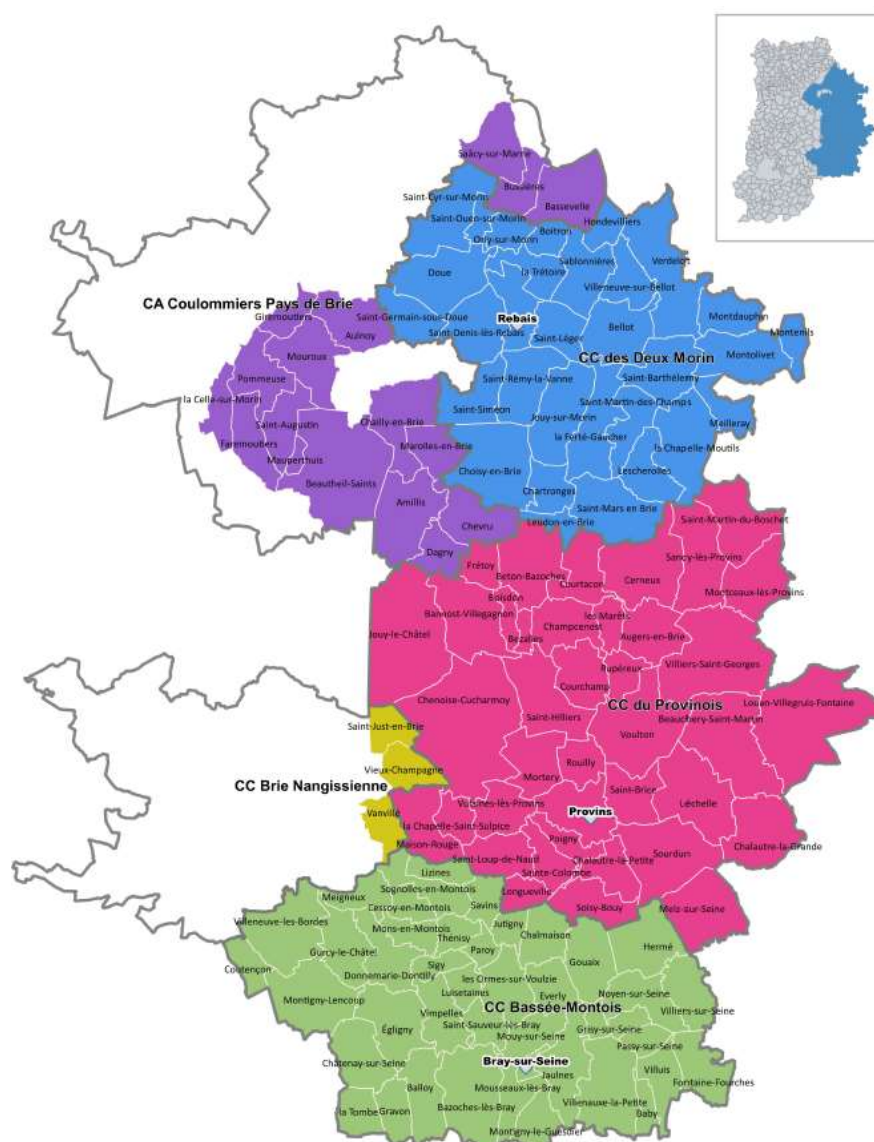 Saâcy-sur-Marne
Bussières
Bassevelle
Saint-Cyr-sur-Morin
Saint-Ouen-sur-Morin
Hondevilliers
Boitron
Orly-sur-Morin
Verdelot
Sablonnières
Doue
la Trétoire
Villeneuve-sur-Bellot
CA Coulommiers Pays de Brie
Giremoutiers
Saint-Germain-sous-Doue
Rebais
Montdauphin
Aulnoy
Saint-Denis-lès-Rebais
Bellot
Montenils
Saint-Léger
Mouroux
CC des Deux Morin
Montolivet
Pommeuse
Saint-Rémy-la-Vanne
Saint-Barthélemy
la Celle-sur-Morin
Saint-Martin-des-Champs
Saint-Siméon
Jouy-sur-Morin
Meilleray
Saint-Augustin
Chailly-en-Brie
la Ferté-Gaucher
Faremoutiers
Marolles-en-Brie
la Chapelle-Moutils
Mauperthuis
Choisy-en-Brie
Lescherolles
Beautheil-Saints
Chartronges
Amillis
Saint-Mars en Brie
Chevru
Leudon-en-Brie
Saint-Martin-du-Boschet
Dagny
Sancy-lès-Provins
Frétoy
Beton-Bazoches
Courtacon
Cerneux
Montceaux-lès-Provins
Boisdon
Bannost-Villegagnon
les Marêts
Champcenest
Jouy-le-Châtel
Bezalles
Augers-en-Brie
Rupéreux
Villiers-Saint-Georges
Courchamp
Chenoise-Cucharmoy
Louan-Villegruis-Fontaine
CC du Provinois
Saint-Hilliers
Beauchery-Saint-Martin
Saint-Just-en-Brie
Voulton
Rouilly
Vieux-Champagne
Mortery
CC Brie Nangissienne
Saint-Brice
Vulaines-lès-Provins
Léchelle
Vanvillé
Provins
la Chapelle-Saint-Sulpice
Poigny
Maison-Rouge
Chalautre-la-Grande
Sourdun
Saint-Loup-de-Naud
Chalautre-la-Petite
Sainte-Colombe
Lizines
Sognolles-en-Montois
Longueville
Meigneux
Savins
Soisy-Bouy
Melz-sur-Seine
Cessoy-en-Montois
Villeneuve-les-Bordes
Jutigny
Mons-en-Montois
Chalmaison
Thénisy
Hermé
Gurcy-le-Châtel
Paroy
Gouaix
Coutençon
Sigy
Donnemarie-Dontilly
les Ormes-sur-Voulzie
Luisetaines
Everly
Noyen-sur-Seine
Montigny-Lencoup
CC Bassée-Montois
Villiers-sur-Seine
Vimpelles
Saint-Sauveur-lès-Bray
Égligny
Mouy-sur-Seine
Grisy-sur-Seine
Passy-sur-Seine
Châtenay-sur-Seine
Bray-sur-Seine
Villuis
Jaulnes
Fontaine-Fourches
Balloy
Mousseaux-lès-Bray
la Tombe
Gravon
Bazoches-lès-Bray
Villenauxe-la-Petite
Baby
Montigny-le-Guesdier